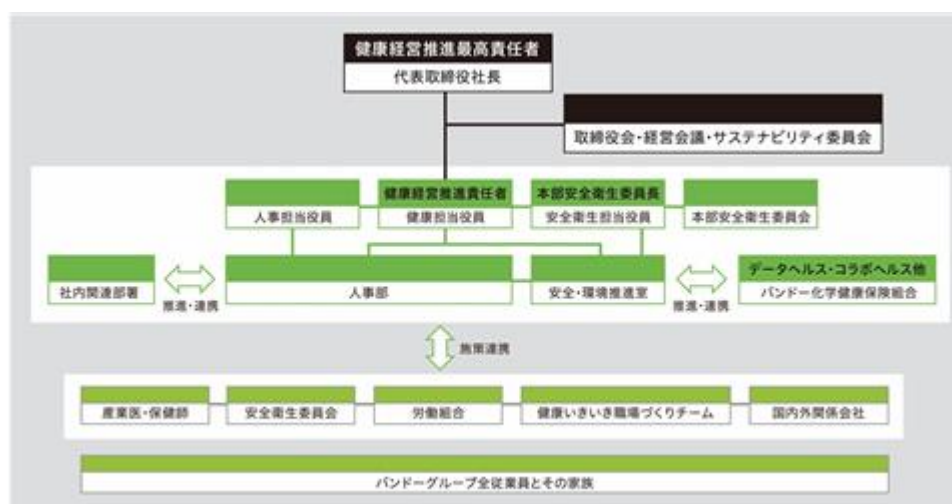 健康経営推進最高責任者
代表取締役社長
取締役会・経営会議・サステナビリティ委員会
健康経営推進責任者
本部安全衛生委員長
人事担当役員
健康担当役員
安全衛生担当役員
本部安全衛生委員会
データヘルス・コラボヘルス他
社内関連部署
推進・連携
人事部
安全・環境推進室
推進・連携
バンドー化学健康保険組合
施策連携
産業医・保健師
安全衛生委員会
労働組合
健康いきいき職場づくりチーム
国内外関係会社
バンドーグループ全従業員とその家族